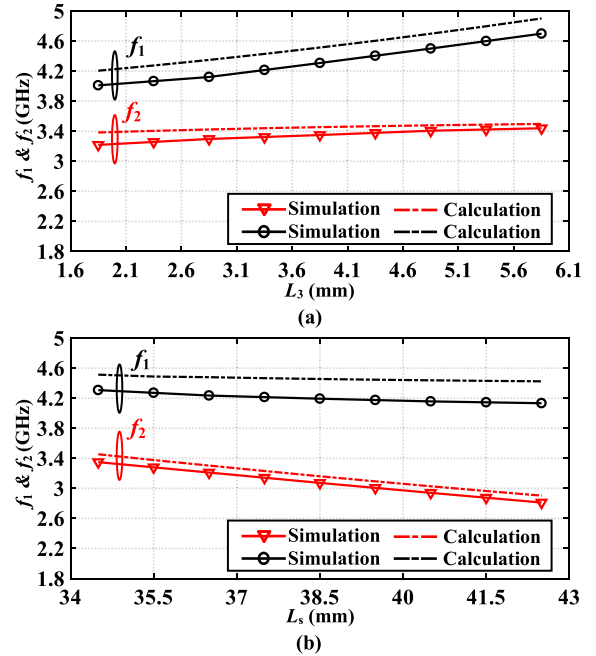 5
4.6
4.2
3.8
3.4
3
2.6
2.2
1.8
f1 & f2 (GHz)
f1
f2
Simulation Calculation
Simulation Calculation
1.6 2.1 2.6 3.1 3.6 4.1 4.6 5.1 5.6 6.1
L3 (mm)
(a)
5
4.6
4.2
4.8
3.4
3
2.6
2.2
1.8
f1 & f2 (GHz)
f1
f2
Simulation Calculation
Simulation Calculation
34 35.5 37 38.5 40 41.5 43
Ls (mm)
(b)